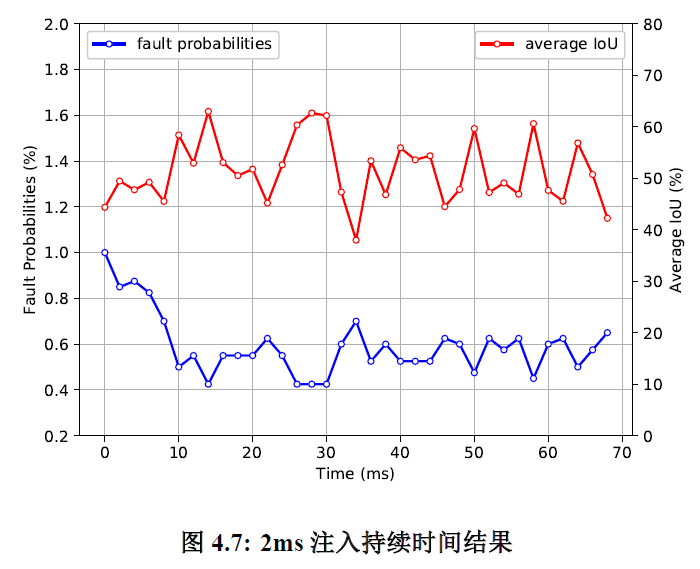 fault probabilities
average IoU
2.0
1.8
1.6
1.4
1.2
1.0
0.8
0.6
0.4
0.2
Fault Probabilities (%)
80
70
60
50
40
30
20
10
0
Average IoU (%)
0 10 20 30 40 50 60 70
Time (ms)
图 4.7: 2ms 注入持续时间结果